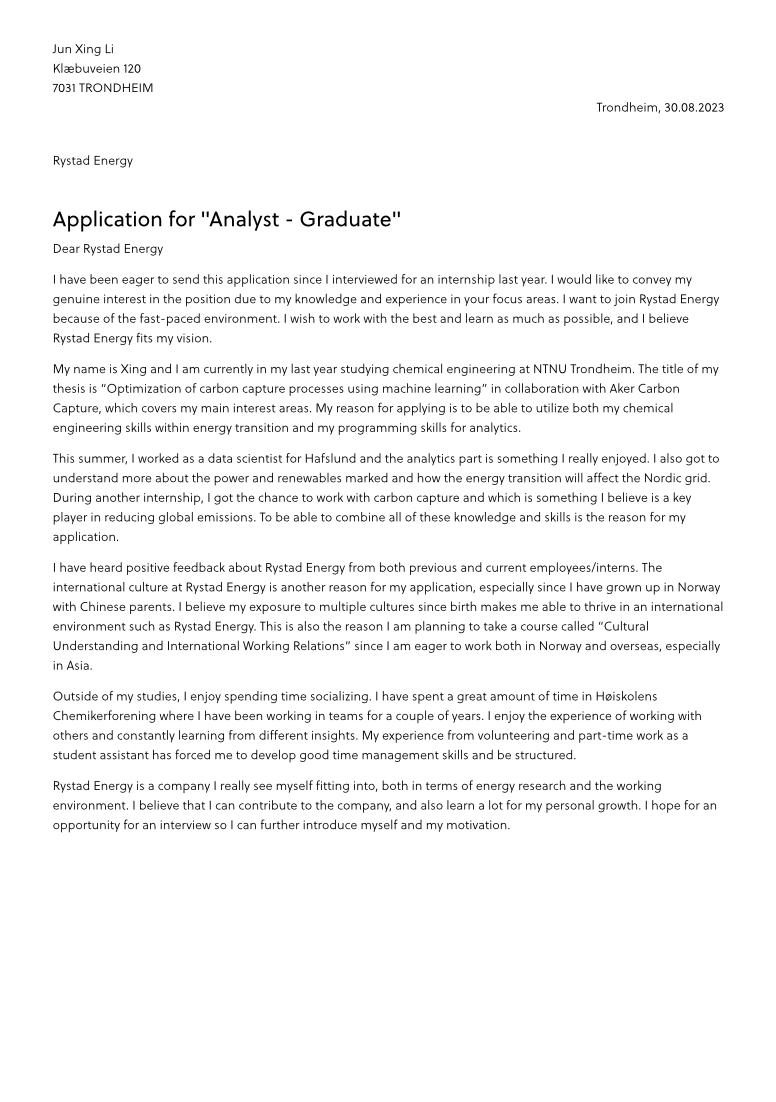 Jun Xing Li
Klæbuveien 120
7031 TRONDHEIM
Trondheim, 30.08.2023
Rystad Energy
Application for "Analyst - Graduate"
Dear Rystad Energy
I have been eager to send this application since I interviewed for an internship last year. I would like to convey my
genuine interest in the position due to my knowledge and experience in your focus areas. I want to join Rystad Energy
because of the fast-paced environment. I wish to work with the best and learn as much as possible, and I believe
Rystad Energy fits my vision.
My name is Xing and I am currently in my last year studying chemical engineering at NTNU Trondheim. The title of my
thesis is “Optimization of carbon capture processes using machine learning” in collaboration with Aker Carbon
Capture, which covers my main interest areas. My reason for applying is to be able to utilize both my chemical
engineering skills within energy transition and my programming skills for analytics.
This summer, I worked as a data scientist for Hafslund and the analytics part is something I really enjoyed. I also got to
understand more about the power and renewables marked and how the energy transition will affect the Nordic grid.
During another internship, I got the chance to work with carbon capture and which is something I believe is a key
player in reducing global emissions. To be able to combine all of these knowledge and skills is the reason for my
application.
I have heard positive feedback about Rystad Energy from both previous and current employees/interns. The
international culture at Rystad Energy is another reason for my application, especially since I have grown up in Norway
with Chinese parents. I believe my exposure to multiple cultures since birth makes me able to thrive in an international
environment such as Rystad Energy. This is also the reason I am planning to take a course called “Cultural
Understanding and International Working Relations” since I am eager to work both in Norway and overseas, especially
in Asia.
Outside of my studies, I enjoy spending time socializing. I have spent a great amount of time in Høiskolens
Chemikerforening where I have been working in teams for a couple of years. I enjoy the experience of working with
others and constantly learning from different insights. My experience from volunteering and part-time work as a
student assistant has forced me to develop good time management skills and be structured.
Rystad Energy is a company I really see myself fitting into, both in terms of energy research and the working
environment. I believe that I can contribute to the company, and also learn a lot for my personal growth. I hope for an
opportunity for an interview so I can further introduce myself and my motivation.